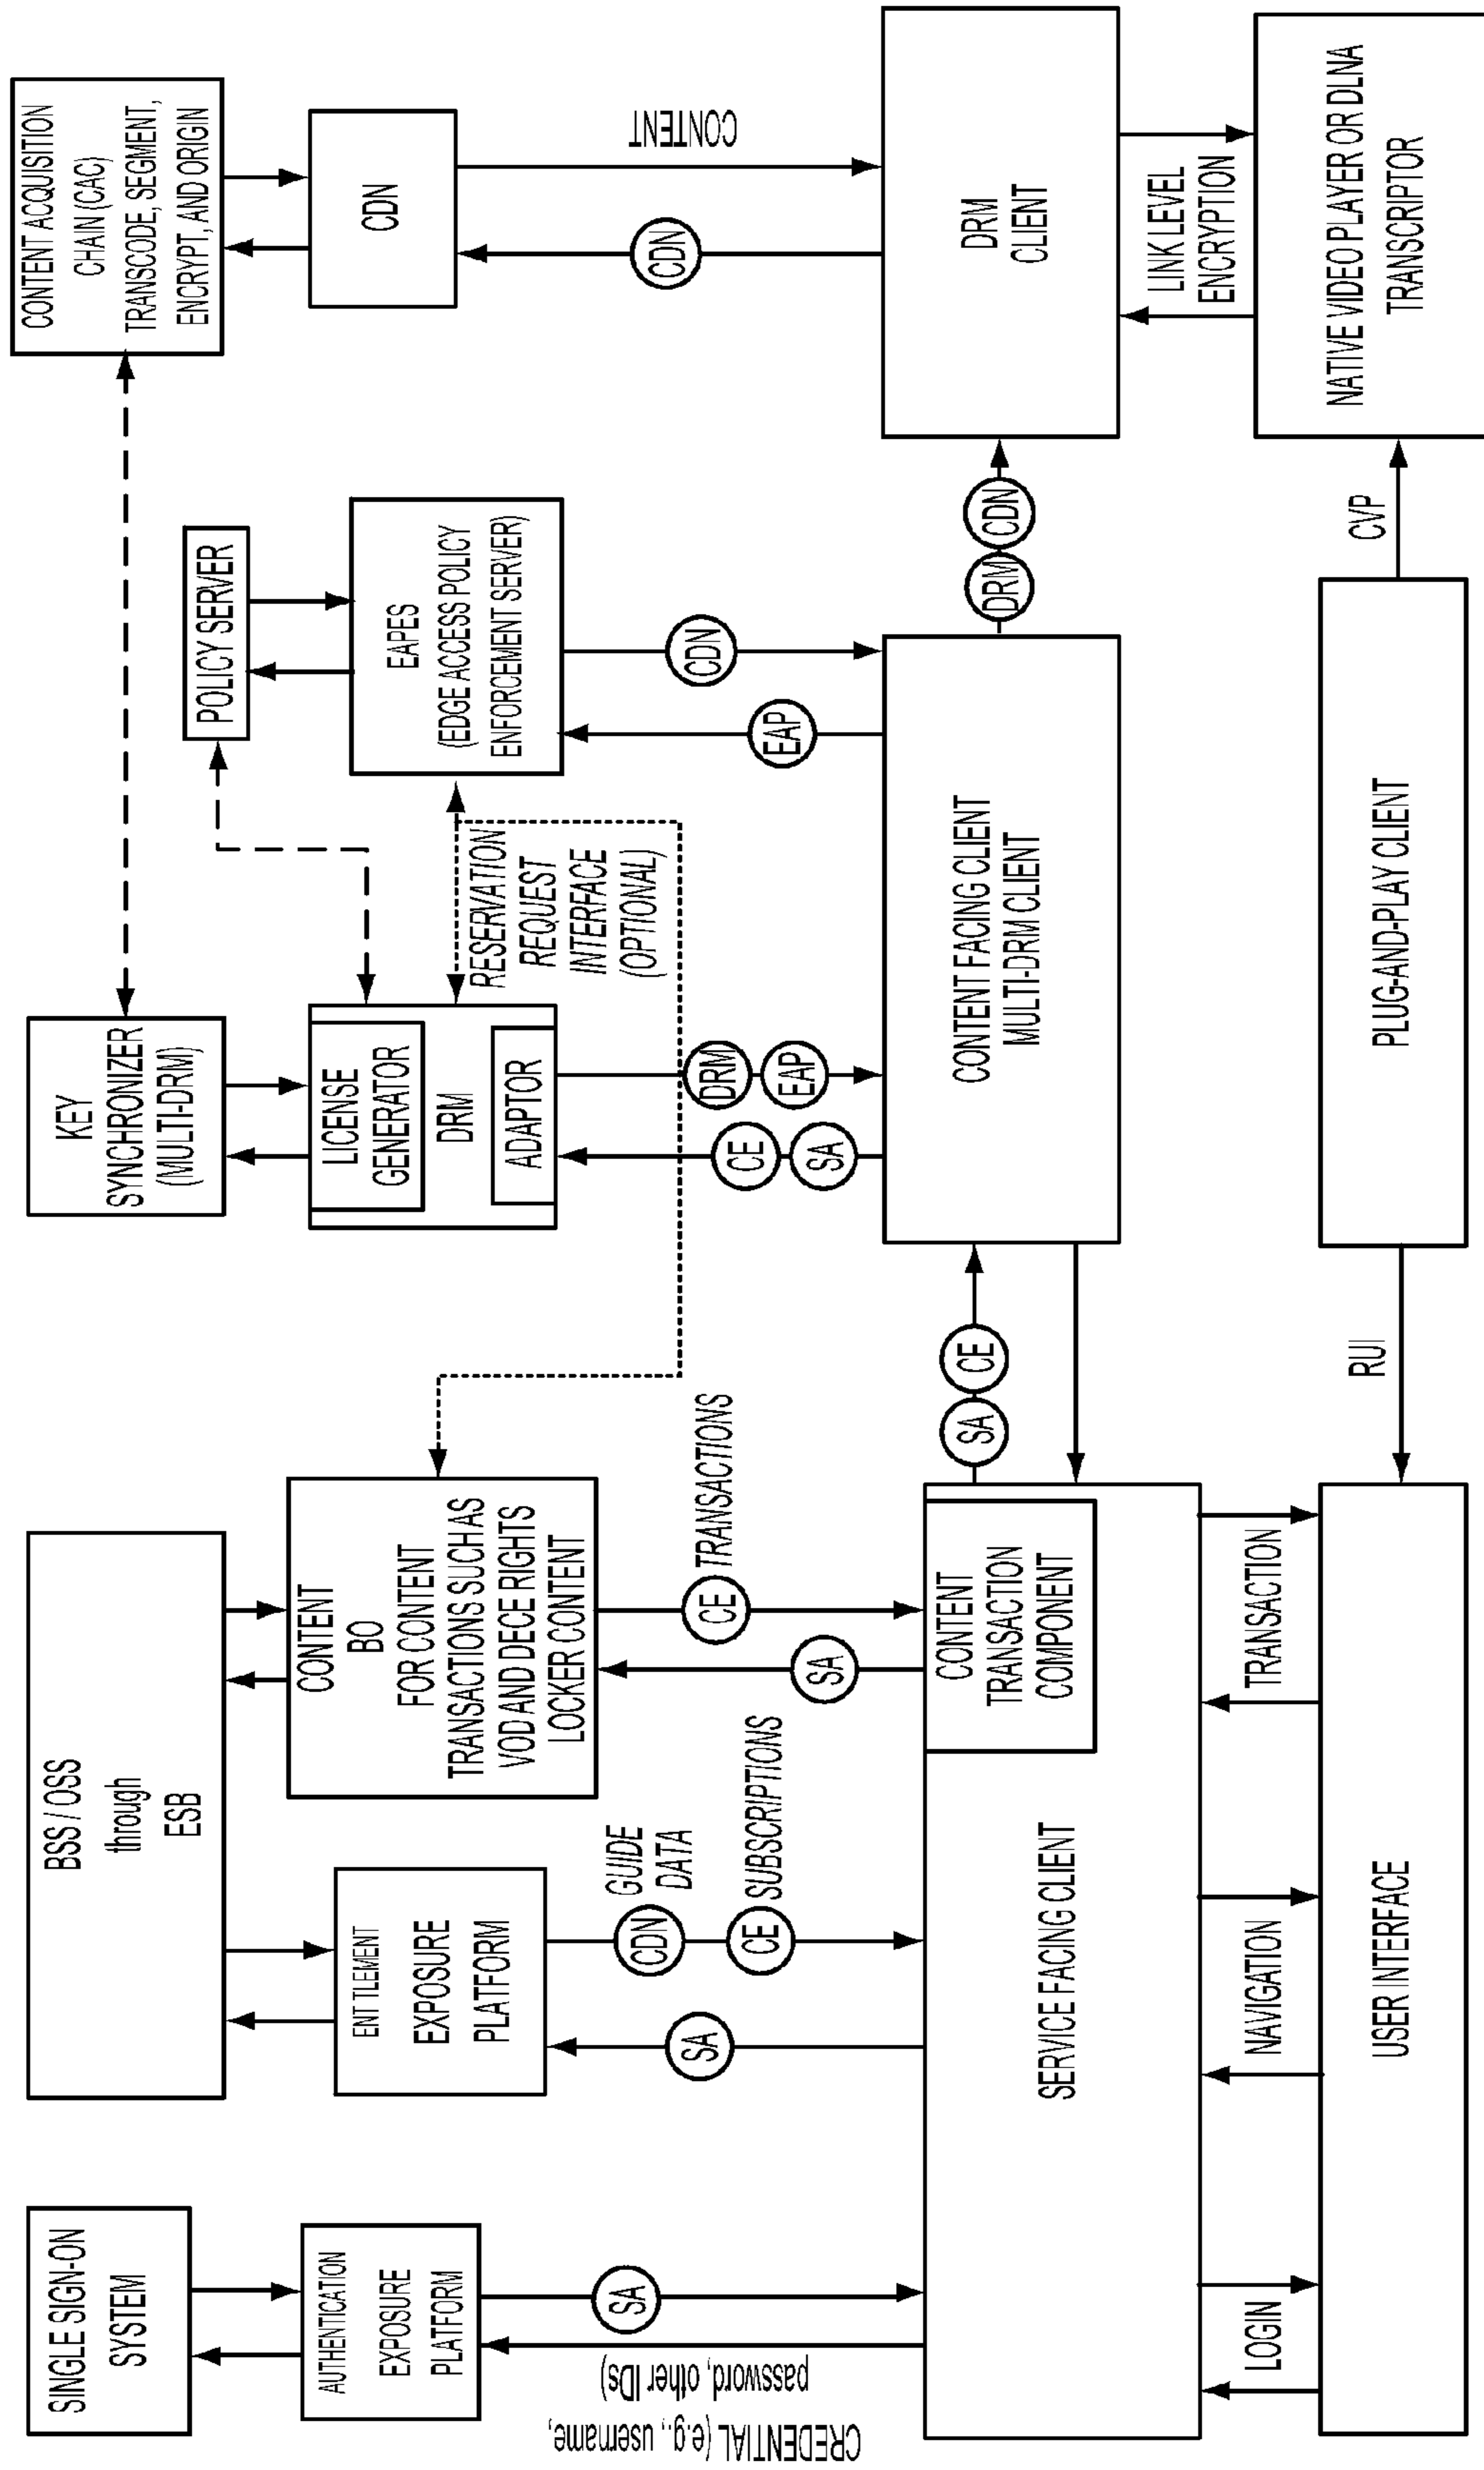 SINGLE SIGN-ON
SYSTEM
AUTHENTICATION
EXPOSURE
PLATFORM
CREDENTIAL (e.g., username,
password, other IDs)
SA
BSS / OSS
through
ESB
ENT TLEMENT
EXPOSURE
PLATFORM
SA
GUIDE
DATA
CDN
CE
SUBSCRIPTIONS
CONTENT
BO
FOR CONTENT
TRANSACTIONS SUCH AS
VOD AND DECE RIGHTS
LOCKER CONTENT
SA
CE
TRANSACTIONS
KEY
SYNCHRONIZER
(MULTI-DRM)
LICENSE
GENERATOR
DRM
ADAPTOR
CE
SA
DRM
EAP
RESERVATION
REQUEST
INTERFACE
(OPTIONAL)
POLICY SERVER
EAPES
(EDGE ACCESS POLICY
ENFORCEMENT SERVER)
EAP
CDN
CONTENT ACQUISITION
CHAIN (CAC)
TRANSCODE, SEGMENT,
ENCRYPT, AND ORIGIN
CDN
CDN
CONTENT
SERVICE FACING CLIENT
CONTENT
TRANSACTION
COMPONENT
SA
CE
CONTENT FACING CLIENT
MULTI-DRM CLIENT
DRM
CDN
DRM
CLIENT
LOGIN
NAVIGATION
TRANSACTION
LINK LEVEL
ENCRYPTION
USER INTERFACE
RUI
PLUG-AND-PLAY CLIENT
CVP
NATIVE VIDEO PLAYER OR DLNA
TRANSCRIPTOR